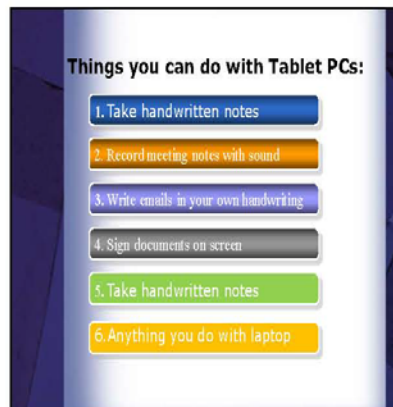 Things you can do with Tablet PCs:
1. Take handwritten notes
2. Record meeting notes with sound
3. Write emails in your own handwriting
4. Sign documents on screen
5. Take handwritten notes
6. Anything you do with laptop